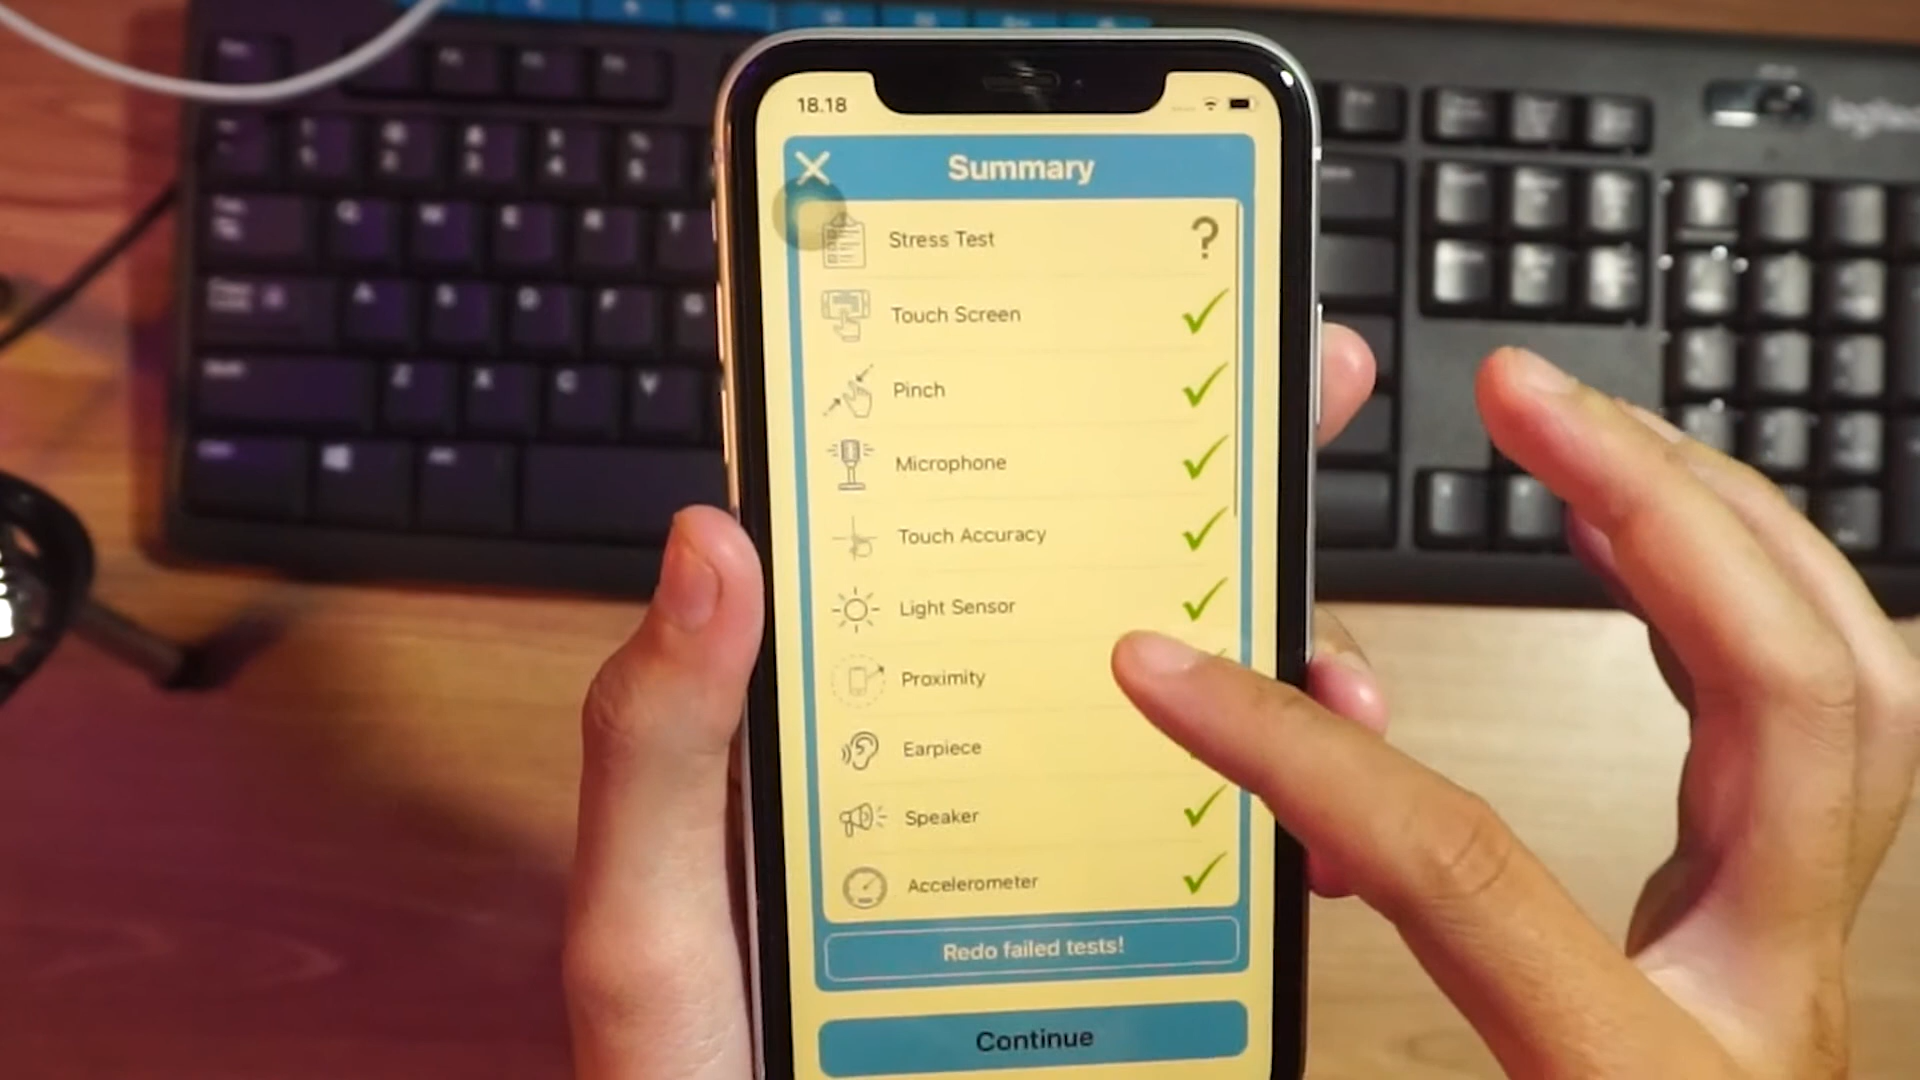 18.18
Summary
Stress Test ?
Touch Screen
Pinch
Microphone
Touch Accuracy
Light Sensor
Proximity
Earpiece
Speaker
Accelerometer
Redo failed tests!
Continue
Q W E R T
A S D F G
Z X C V